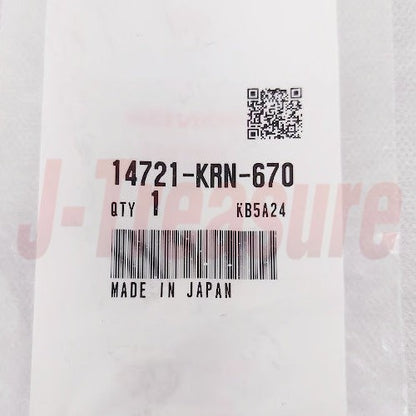 14721-KRN-670
QTY 1 KB5A24
MADE IN JAPAN
J-Treasure